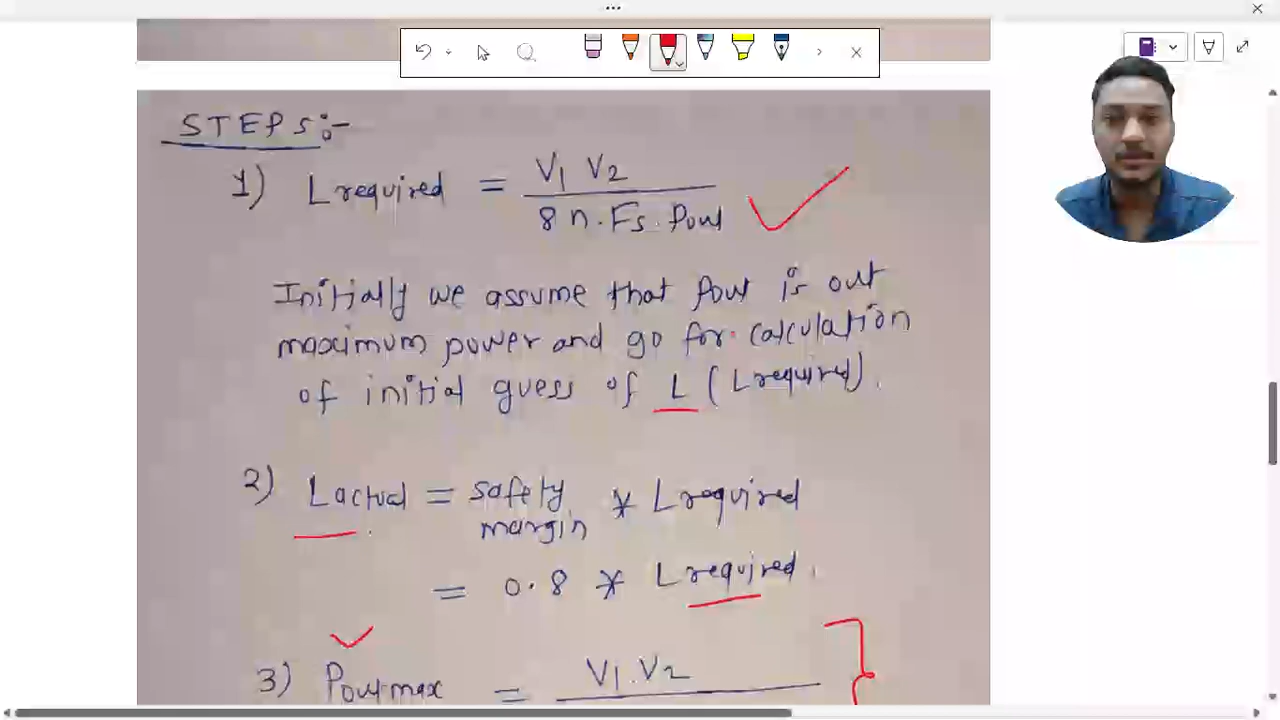 STEPS:-
1) Lrequired = V1 V2 / 8 n. Fs. Pout
Initially we assume that Pout is out
maximum power and go for calculation
of initial guess of L (Lrequired).
2) Lactual = safety margin * Lrequired
= 0.8 * Lrequired.
3) Poutmax = V1. V2